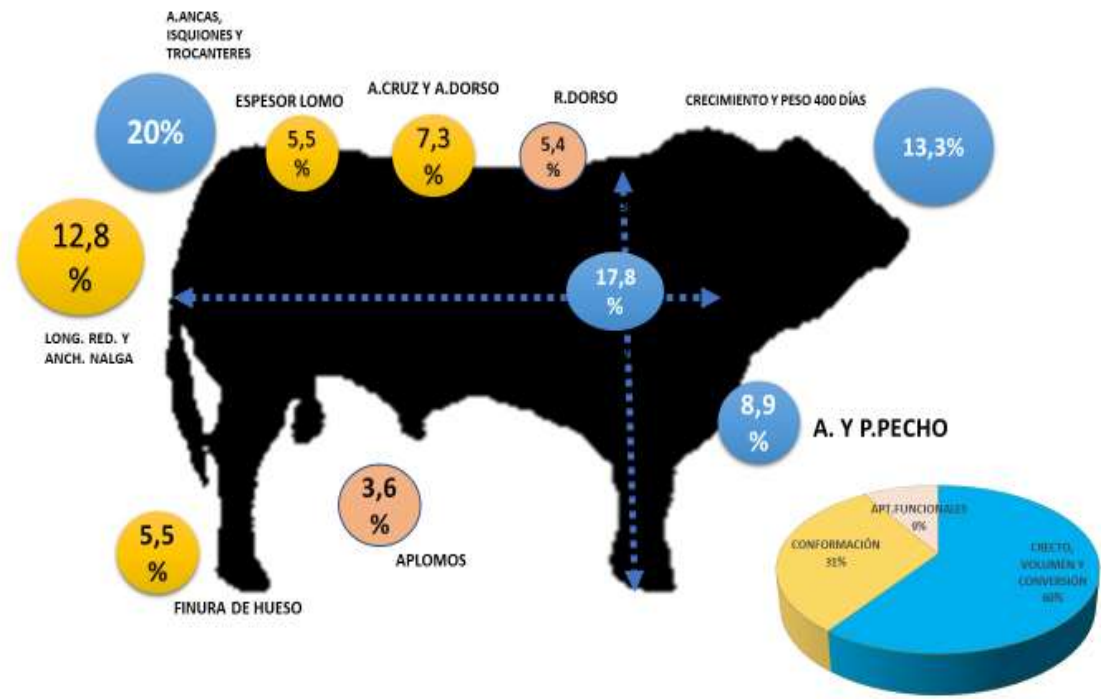 A.ANCAS,
ISQUIONES Y
TROCANTERES
20%
ESPESOR LOMO
5,5
%
A.CRUZ Y A.DORSO
7,3
%
R.DORSO
5,4
%
CRECIMIENTO Y PESO 400 DÍAS
13,3%
12,8
%
LONG. RED. Y
ANCH. NALGA
17,8
%
8,9
%
A. Y P.PECHO
3,6
%
APLOMOS
5,5
%
FINURA DE HUESO
APT.FUNCIONALES
9%
CONFORMACIÓN
31%
CRECTO,
VOLUMEN Y
CONVERSIÓN
60%